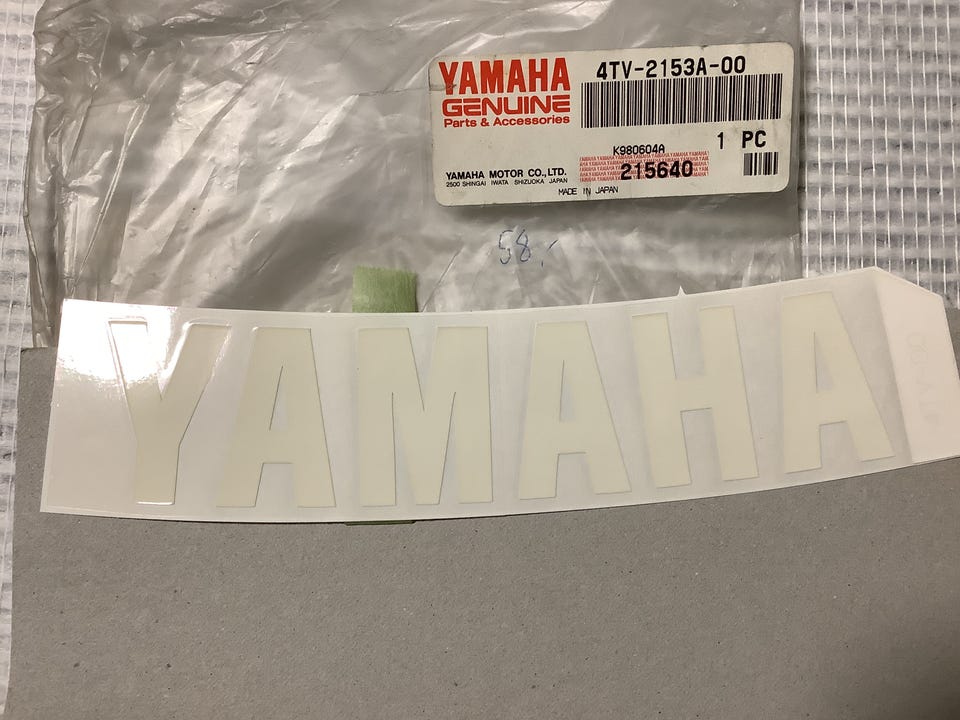 YAMAHA
GENUINE
Parts & Accessories
4TV-2153A-00
1 PC
K980604A
215640
YAMAHA MOTOR CO.,LTD.
2500 SHINGAI IWATA SHIZUOKA JAPAN
MADE IN JAPAN
58.-
YAMAHA